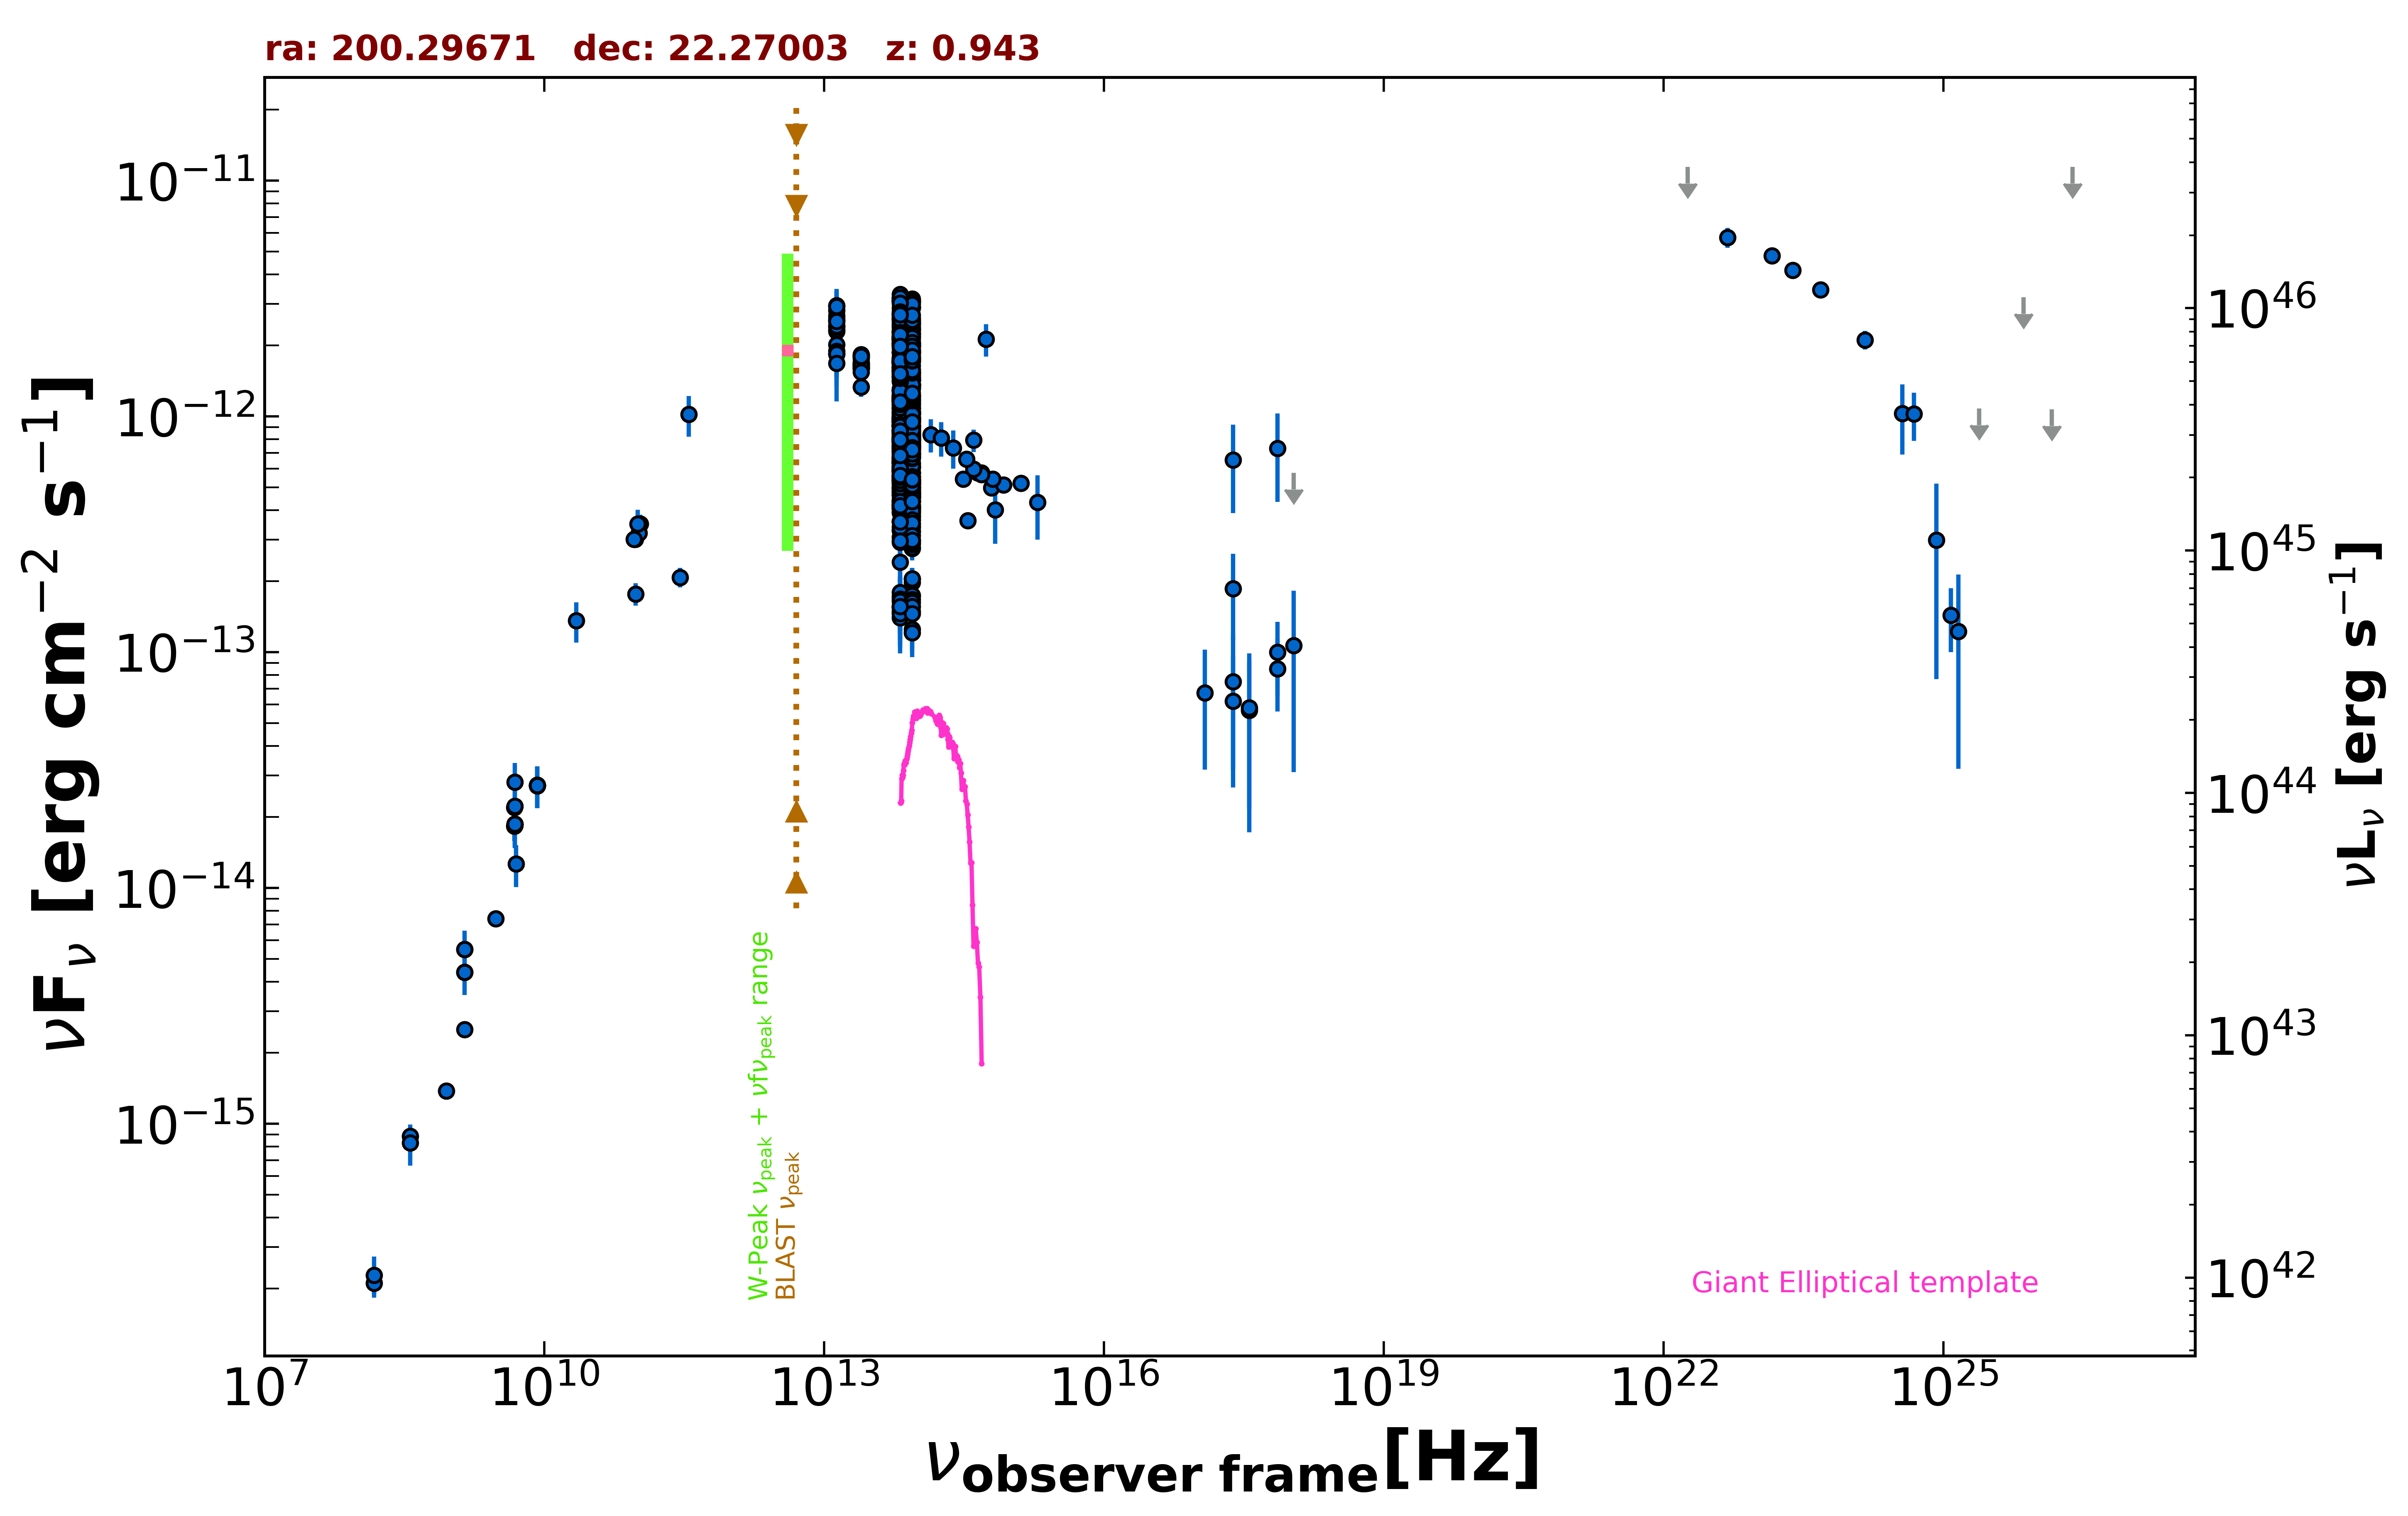 ra: 200.29671 dec: 22.27003 z: 0.943
νFν [erg cm−2 s−1]
10−11
10−12
10−13
10−14
10−15
1046
1045
1044
1043
1042
νLν [erg s−1]
W-Peak νpeak + νfνpeak range
BLAST νpeak
Giant Elliptical template
107 1010 1013 1016 1019 1022 1025
νobserver frame[Hz]